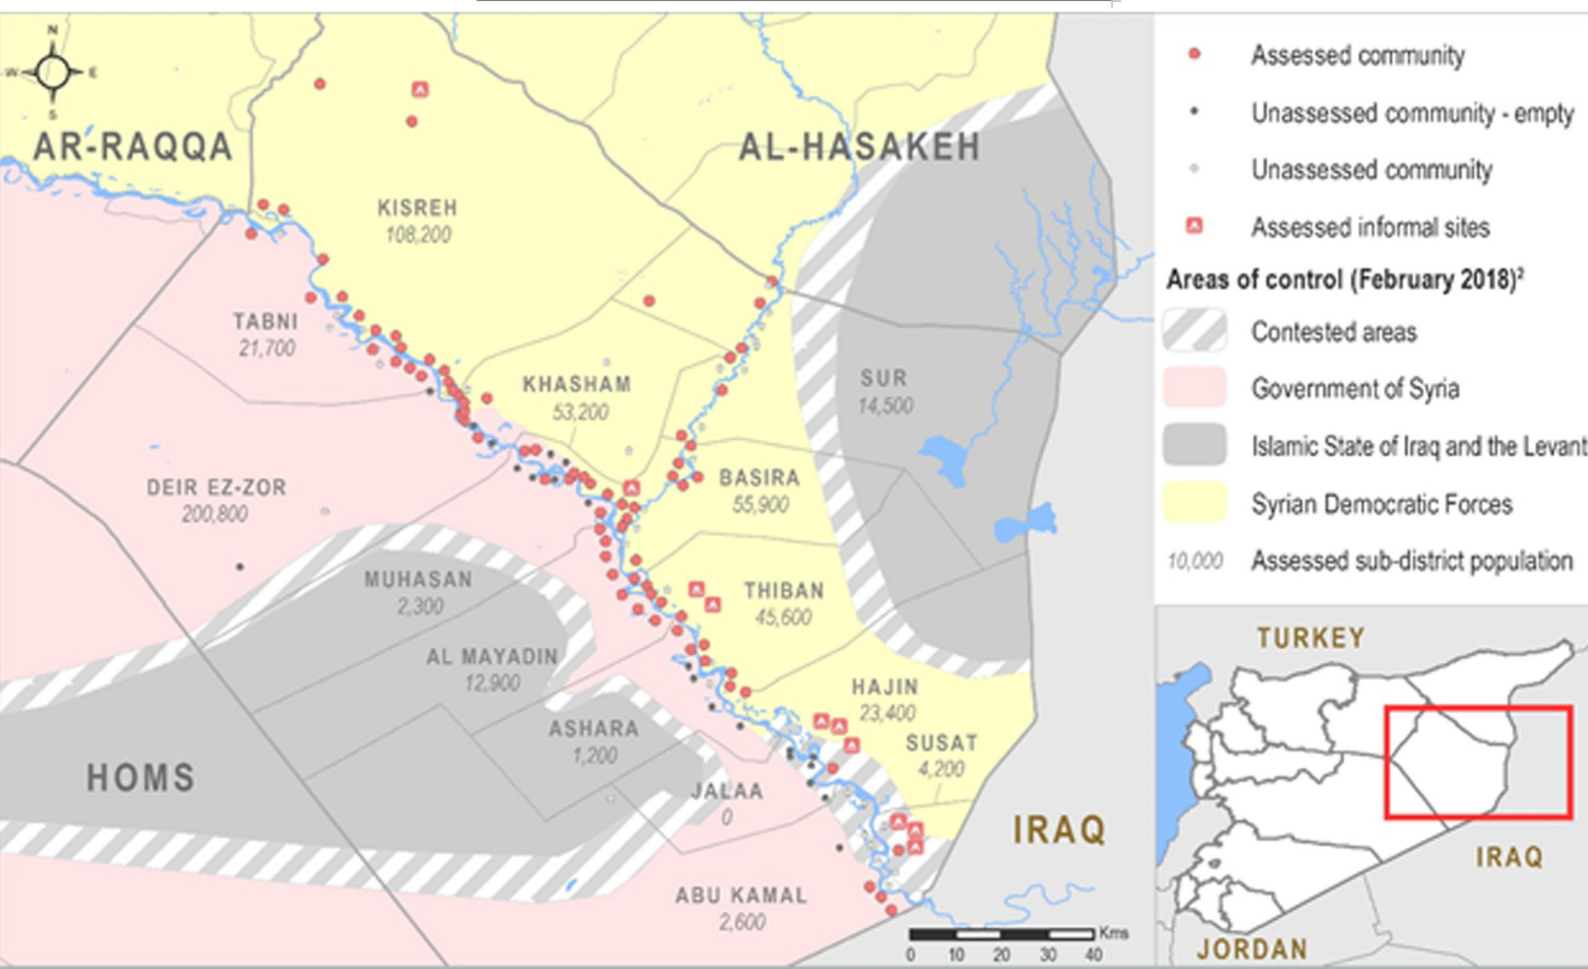 N
W
E
S
AR-RAQQA
AL-HASAKEH
KISREH
108,200
TABNI
21,700
KHASHAM
53,200
SUR
14,500
DEIR EZ-ZOR
200,800
BASIRA
55,900
MUHASAN
2,300
THIBAN
45,600
AL MAYADIN
12,900
HAJIN
23,400
ASHARA
1,200
SUSAT
4,200
HOMS
JALAA
0
IRAQ
ABU KAMAL
2,600
Kms
0 10 20 30 40
Assessed community
Unassessed community - empty
Unassessed community
Assessed informal sites
Areas of control (February 2018)²
Contested areas
Government of Syria
Islamic State of Iraq and the Levant
Syrian Democratic Forces
10,000 Assessed sub-district population
TURKEY
IRAQ
JORDAN